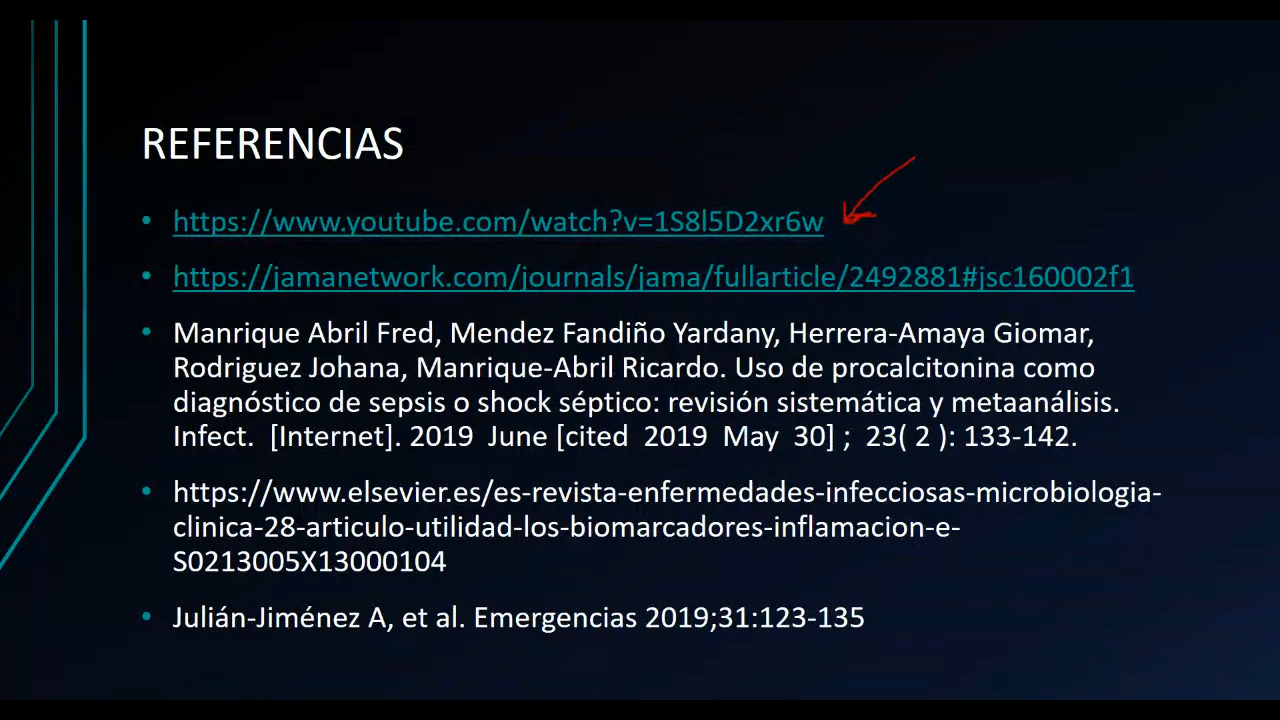 REFERENCIAS
• https://www.youtube.com/watch?v=1S8l5D2xr6w
• https://jamanetwork.com/journals/jama/fullarticle/2492881#jsc160002f1
• Manrique Abril Fred, Mendez Fandiño Yardany, Herrera-Amaya Giomar,
Rodriguez Johana, Manrique-Abril Ricardo. Uso de procalcitonina como
diagnóstico de sepsis o shock séptico: revisión sistemática y metaanálisis.
Infect. [Internet]. 2019 June [cited 2019 May 30] ; 23( 2 ): 133-142.
• https://www.elsevier.es/es-revista-enfermedades-infecciosas-microbiologia-
clinica-28-articulo-utilidad-los-biomarcadores-inflamacion-e-
S0213005X13000104
• Julián-Jiménez A, et al. Emergencias 2019;31:123-135